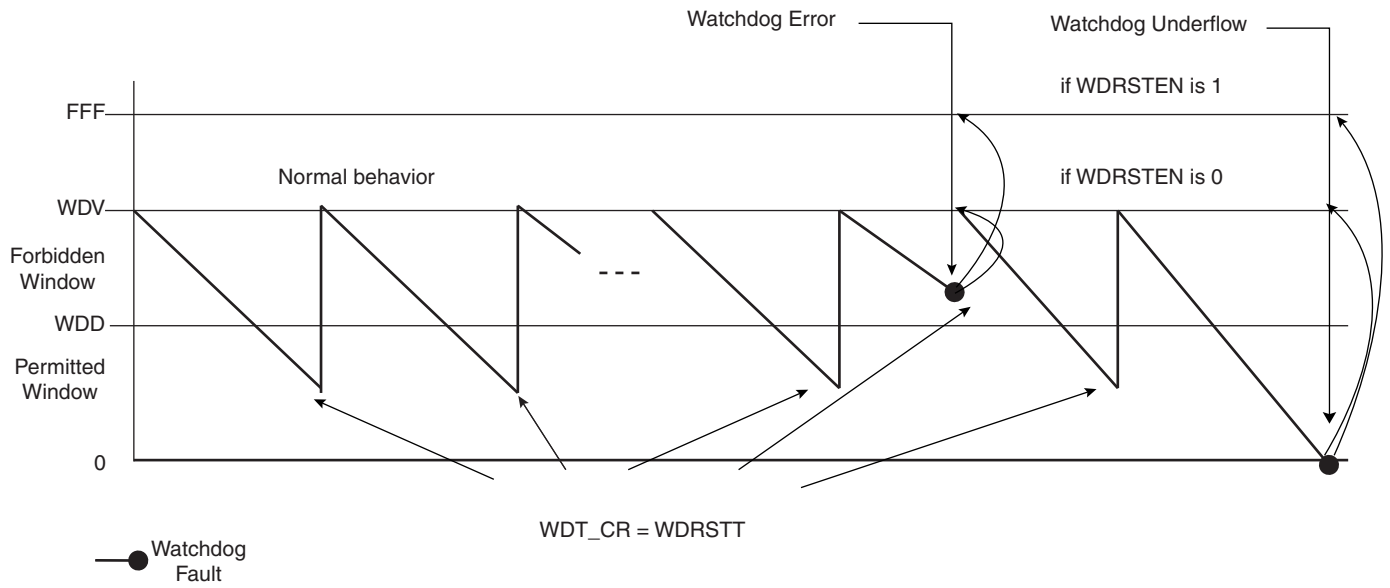 Watchdog Error
Watchdog Underflow
if WDRSTEN is 1
FFF
Normal behavior
if WDRSTEN is 0
WDV
Forbidden
Window
WDD
Permitted
Window
0
WDT_CR = WDRSTT
Watchdog
Fault